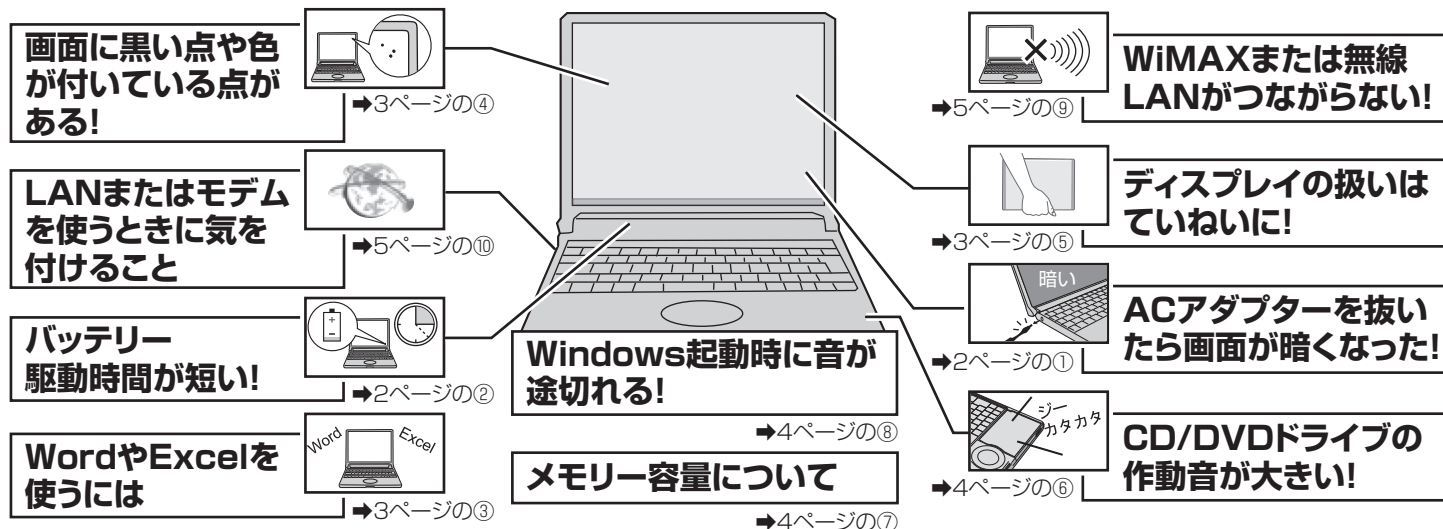 画面に黒い点や色
が付いている点が
ある!
➡3ページの④
LANまたはモデム
を使うときに気を
付けること
➡5ページの⑩
バッテリー
駆動時間が短い!
+
-
➡2ページの②
WordやExcelを
使うには
Word
Excel
➡3ページの③
Windows起動時に音が
途切れる!
➡4ページの⑧
メモリー容量について
➡4ページの⑦
WiMAXまたは無線
LANがつながらない!
➡5ページの⑨
ディスプレイの扱いは
ていねいに!
➡3ページの⑤
暗い
ACアダプターを抜い
たら画面が暗くなった!
➡2ページの①
ジー
カタカタ
CD/DVDドライブの
作動音が大きい!
➡4ページの⑥